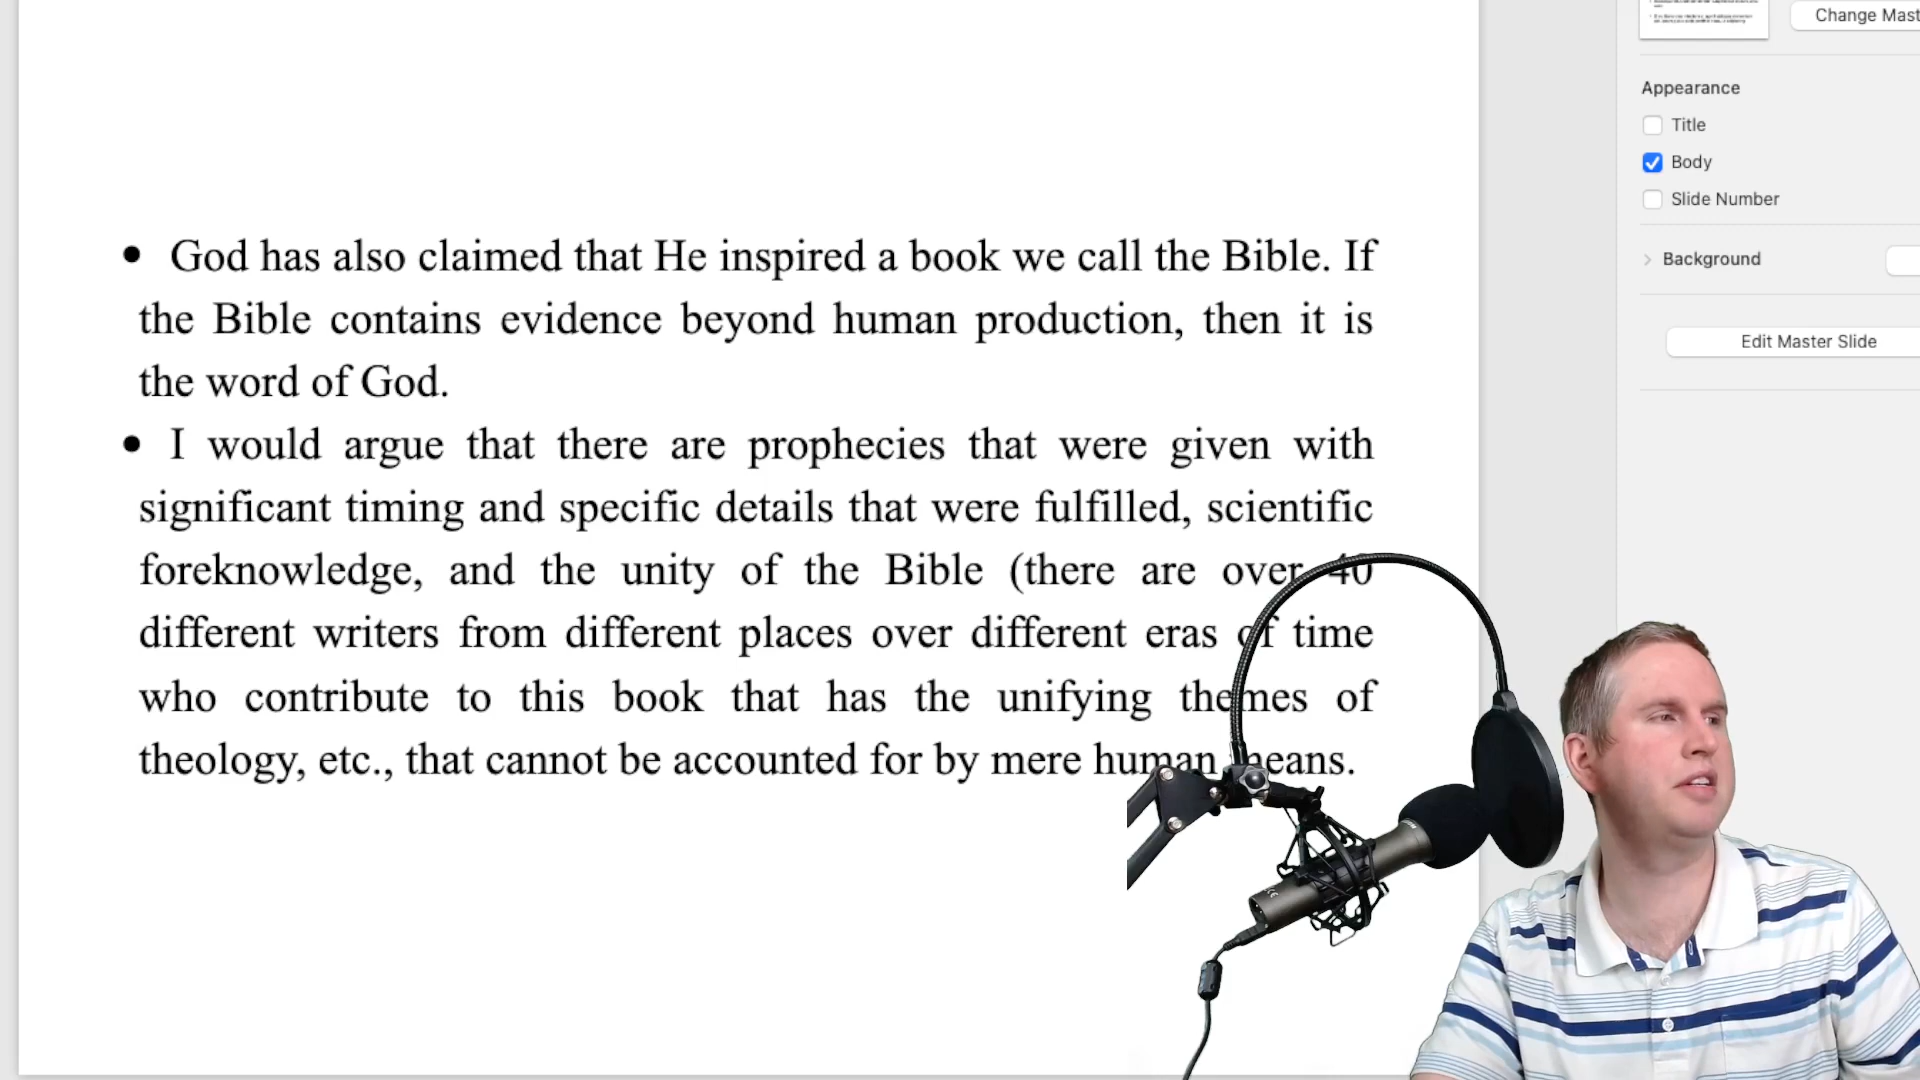 Change Mast
Appearance
Title
Body
Slide Number
Background
Edit Master Slide
• God has also claimed that He inspired a book we call the Bible. If
the Bible contains evidence beyond human production, then it is
the word of God.
• I would argue that there are prophecies that were given with
significant timing and specific details that were fulfilled, scientific
foreknowledge, and the unity of the Bible (there are over 40
different writers from different places over different eras of time
who contribute to this book that has the unifying themes of
theology, etc., that cannot be accounted for by mere human means.